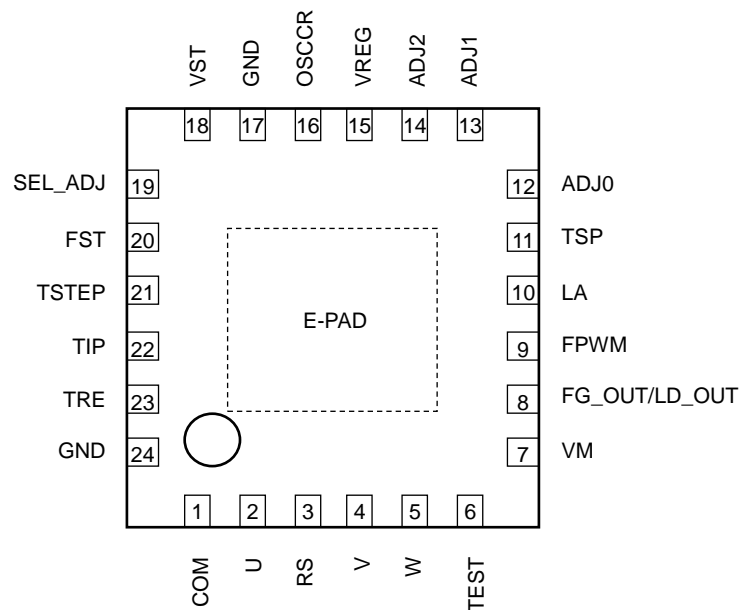 VST GND OSCCR VREG ADJ2 ADJ1
18 17 16 15 14 13
SEL_ADJ 19 12 ADJ0
FST 20 11 TSP
TSTEP 21 10 LA
E-PAD
TIP 22 9 FPWM
TRE 23 8 FG_OUT/LD_OUT
GND 24 7 VM
1 2 3 4 5 6
COM U RS V W TEST